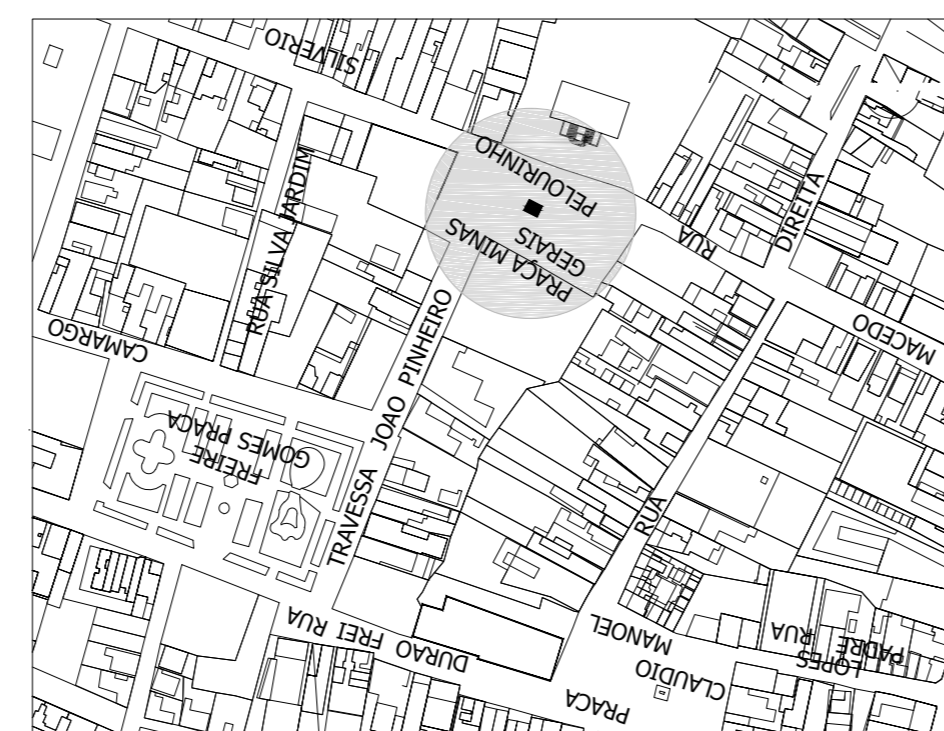 SILVERIO
PELOURINHO
PRAÇA MINAS
GERAIS
RUA
DIREITA
MACEDO
RUA SILVA JARDIM
CAMARGO
TRAVESSA JOAO PINHEIRO
GOMES PRAÇA
FREIRE
RUA
FREI RUA
DURAO
MANOEL
CLAUDIO
PRACA
RUA
LOPES
PADRE